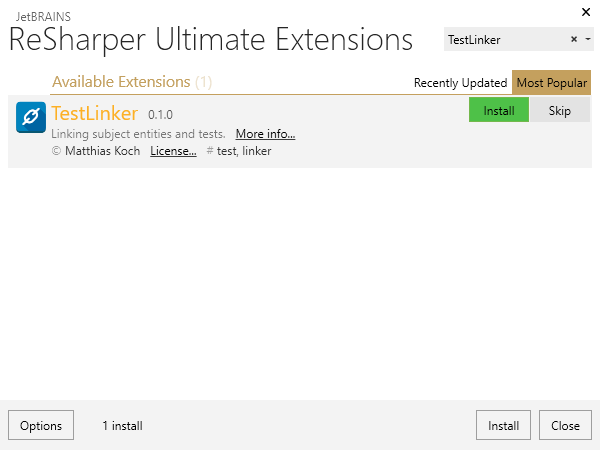 JetBRAINS
ReSharper Ultimate Extensions
TestLinker
Available Extensions (1)
Recently Updated
Most Popular
TestLinker 0.1.0
Install
Skip
Linking subject entities and tests. More info...
© Matthias Koch License... # test, linker
Options
1 install
Install
Close